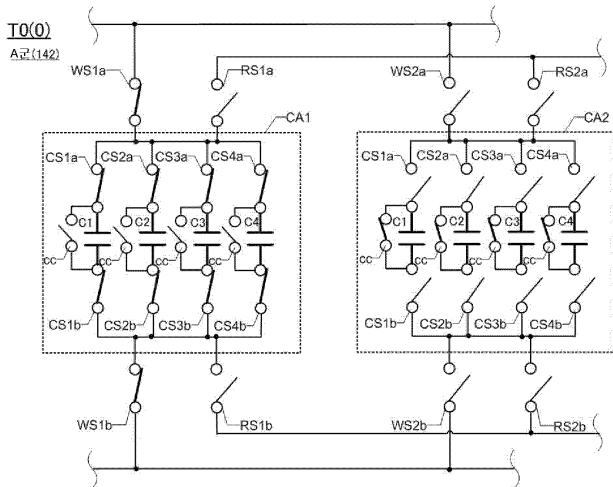 T0(0)
A군(142)
WS1a
RS1a
WS2a
RS2a
CA1
CA2
CS1a
CS2a
CS3a
CS4a
CS1a
CS2a
CS3a
CS4a
C1
C2
C3
C4
C1
C2
C3
C4
CC
CC
CC
CC
CC
CC
CC
CC
CS1b
CS2b
CS3b
CS4b
CS1b
CS2b
CS3b
CS4b
WS1b
RS1b
WS2b
RS2b